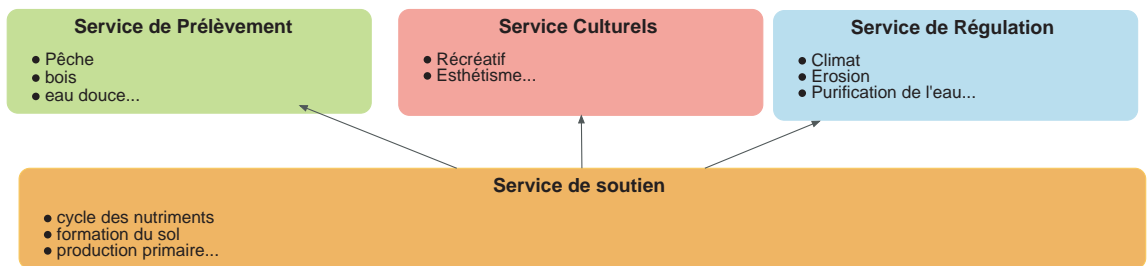 Service de Prélèvement
● Pêche
● bois
● eau douce...
Service Culturels
● Récréatif
● Esthétisme...
Service de Régulation
● Climat
● Erosion
● Purification de l'eau...
Service de soutien
● cycle des nutriments
● formation du sol
● production primaire...